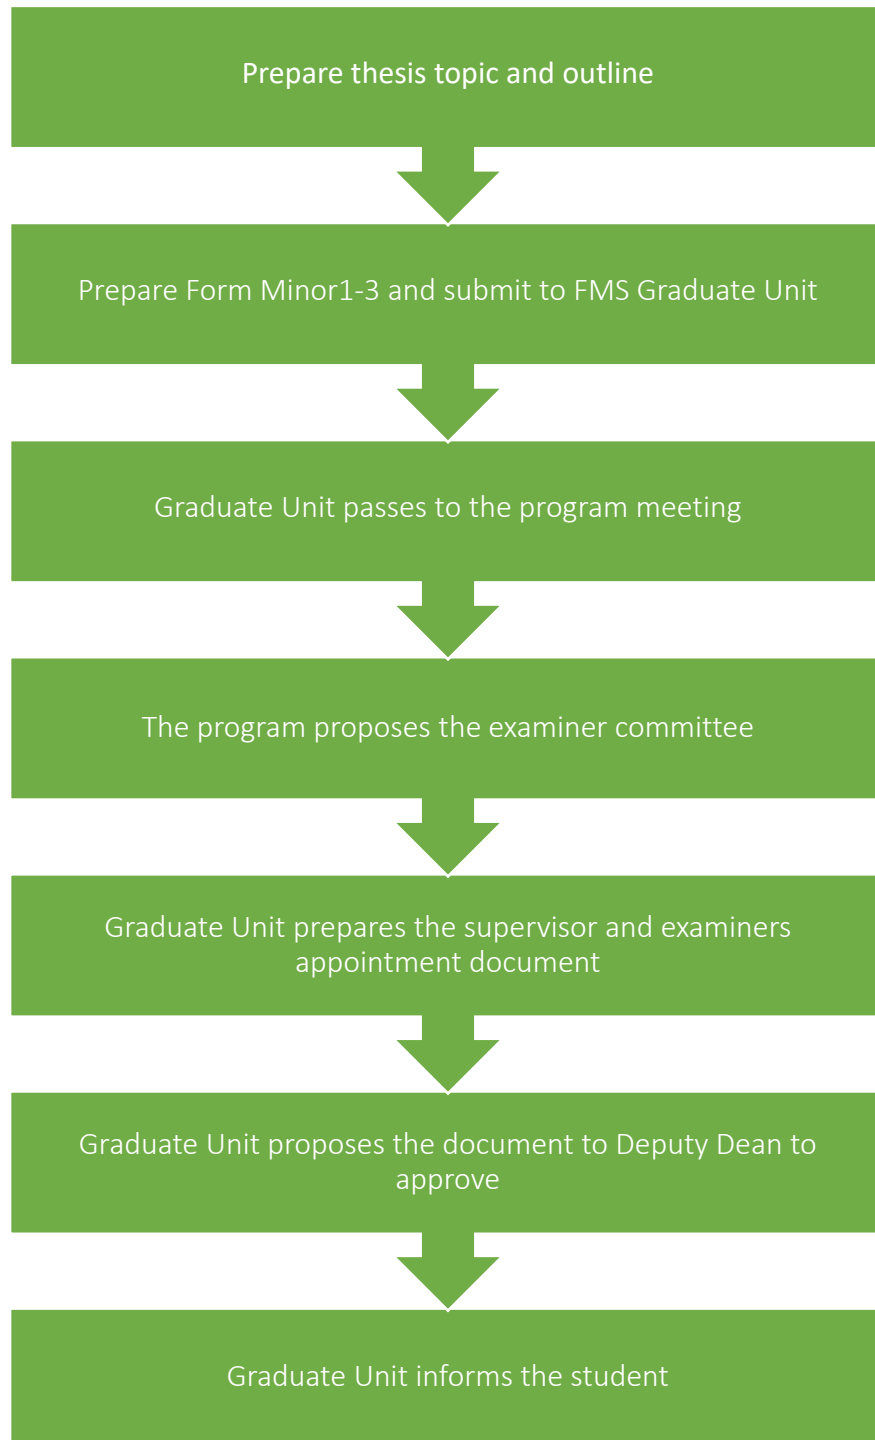 Prepare thesis topic and outline
Prepare Form Minor1-3 and submit to FMS Graduate Unit
Graduate Unit passes to the program meeting
The program proposes the examiner committee
Graduate Unit prepares the supervisor and examiners
appointment document
Graduate Unit proposes the document to Deputy Dean to
approve
Graduate Unit informs the student